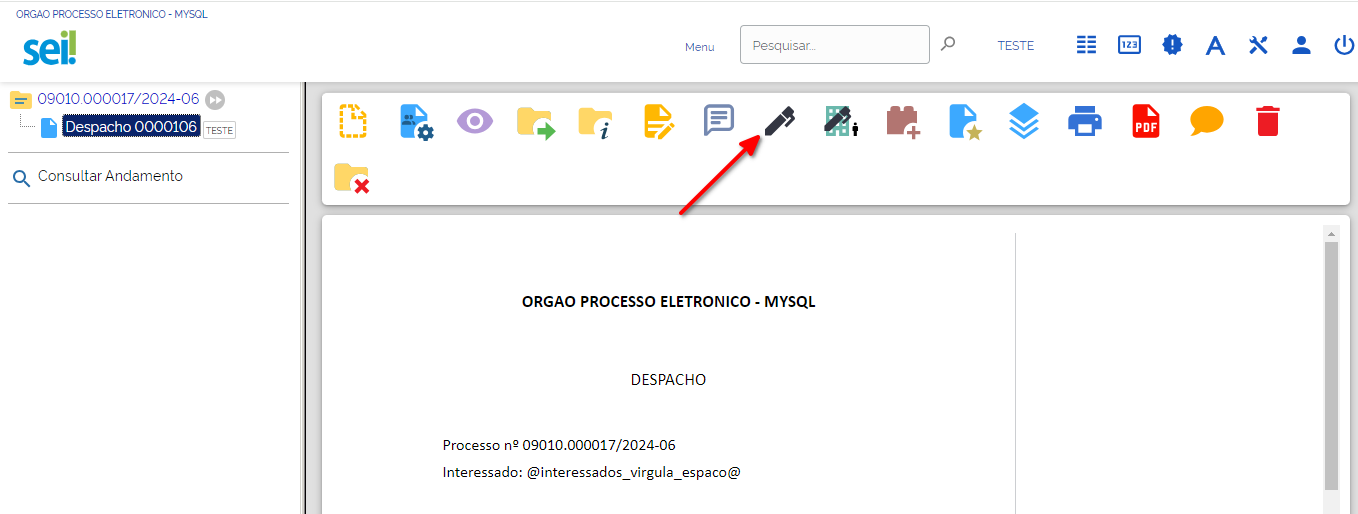 ORGAO PROCESSO ELETRONICO - MYSQL
sei!
Menu
Pesquisar...
TESTE
123
A
09010.000017/2024-06
Despacho 0000106
TESTE
Consultar Andamento
i
PDF
ORGAO PROCESSO ELETRONICO - MYSQL
DESPACHO
Processo nº 09010.000017/2024-06
Interessado: @interessados_virgula_espaco@